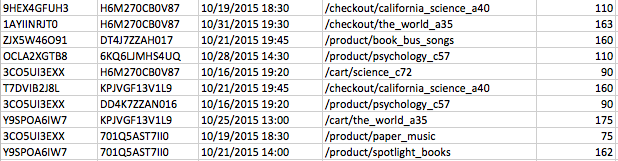 9HEX4GFUH3 H6M270CB0V87 10/19/2015 18:30 /checkout/california_science_a40 110
1AYIINRJT0 H6M270CB0V87 10/31/2015 19:30 /checkout/the_world_a35 163
ZJX5W46O91 DT4J7ZZAH017 10/21/2015 19:45 /product/book_bus_songs 160
OCLA2XGTB8 6KQ6LJMHS4UQ 10/28/2015 14:30 /product/psychology_c57 110
3CO5UI3EXX H6M270CB0V87 10/16/2015 19:20 /cart/science_c72 90
T7DVIB2J8L KPJVGF13V1L9 10/21/2015 19:45 /checkout/california_science_a40 160
3CO5UI3EXX DD4K7ZZAN016 10/16/2015 19:20 /product/psychology_c57 90
Y9SPOA6IW7 KPJVGF13V1L9 10/25/2015 13:00 /cart/the_world_a35 175
3CO5UI3EXX 701Q5AST7II0 10/19/2015 18:30 /product/paper_music 75
Y9SPOA6IW7 701Q5AST7II0 10/21/2015 14:00 /product/spotlight_books 162